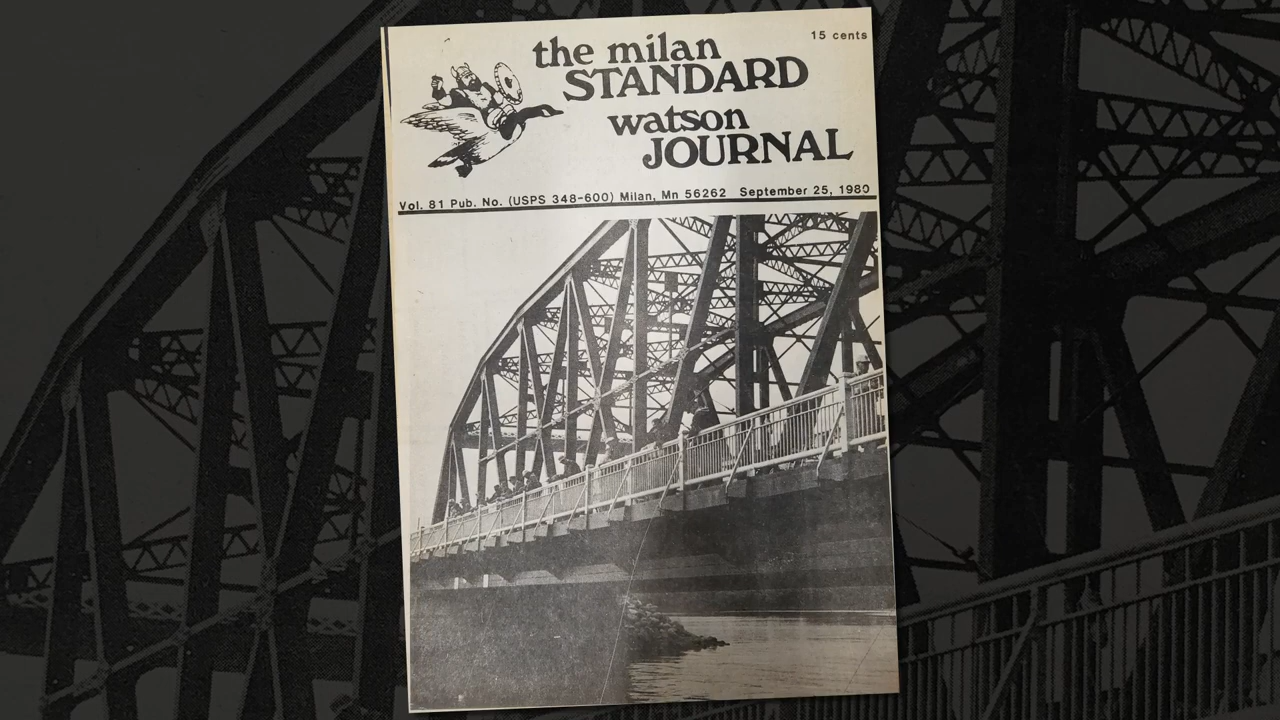 15 cents
the milan
STANDARD
watson
JOURNAL
Vol. 81 Pub. No. (USPS 348-600) Milan, Mn 56262 September 25, 1980